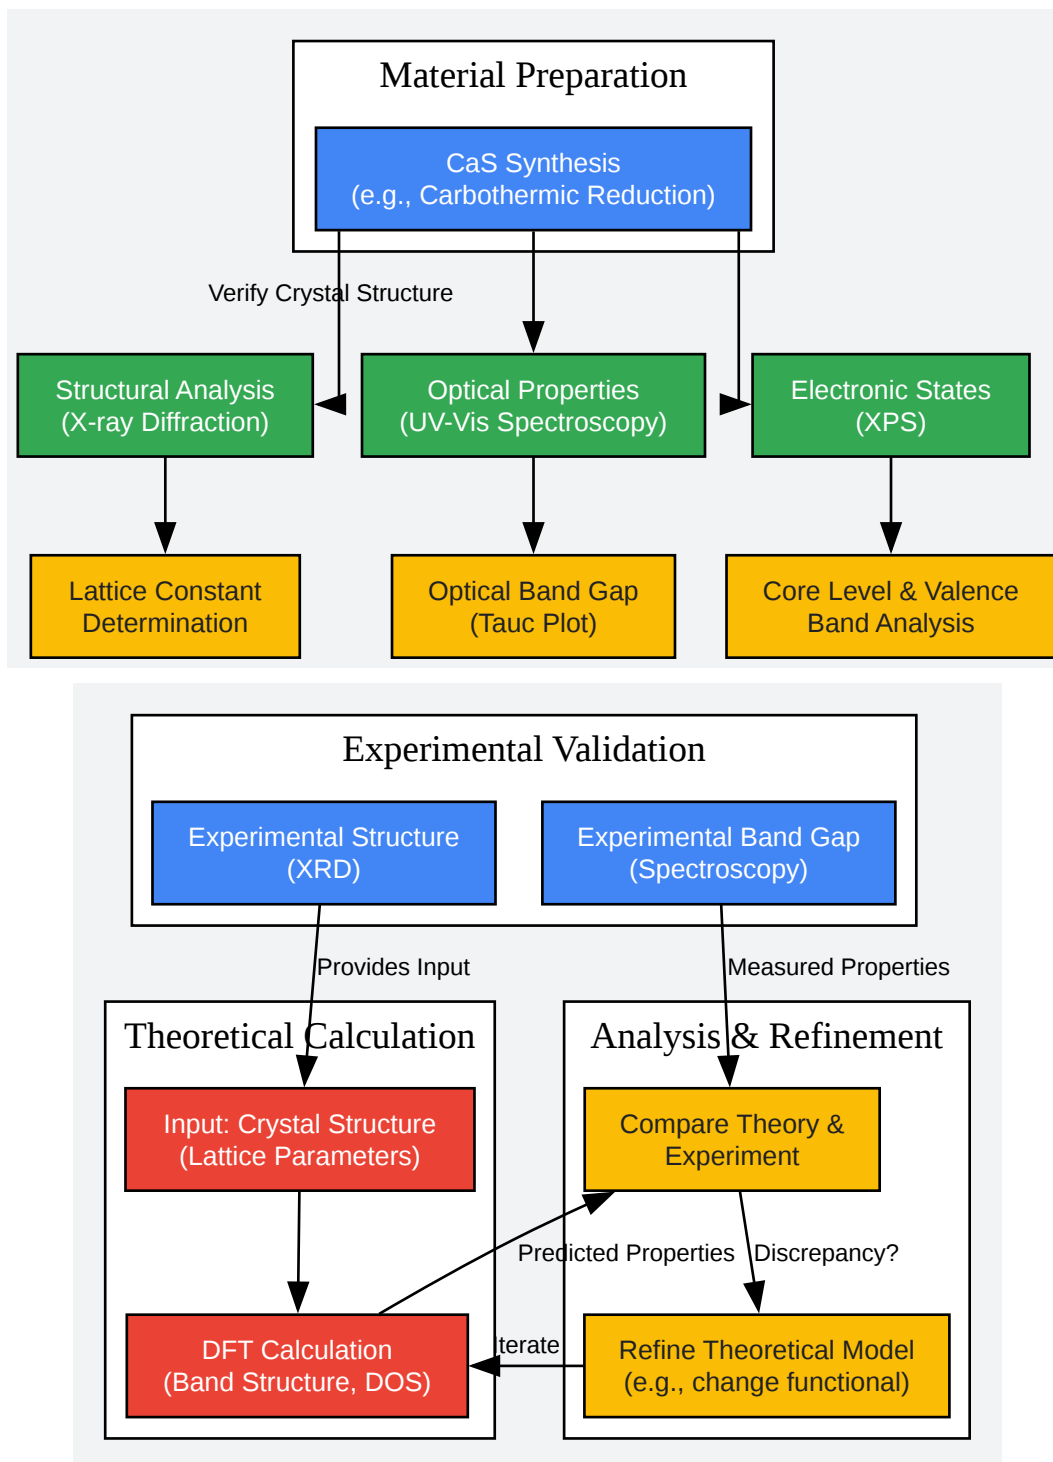 Material Preparation
CaS Synthesis
(e.g., Carbothermic Reduction)
Verify Crystal Structure
Structural Analysis
(X-ray Diffraction)
Optical Properties
(UV-Vis Spectroscopy)
Electronic States
(XPS)
Lattice Constant
Determination
Optical Band Gap
(Tauc Plot)
Core Level & Valence
Band Analysis
Experimental Validation
Experimental Structure
(XRD)
Experimental Band Gap
(Spectroscopy)
Provides Input
Measured Properties
Theoretical Calculation
Analysis & Refinement
Input: Crystal Structure
(Lattice Parameters)
Compare Theory &
Experiment
Predicted Properties
Discrepancy?
DFT Calculation
(Band Structure, DOS)
Iterate
Refine Theoretical Model
(e.g., change functional)